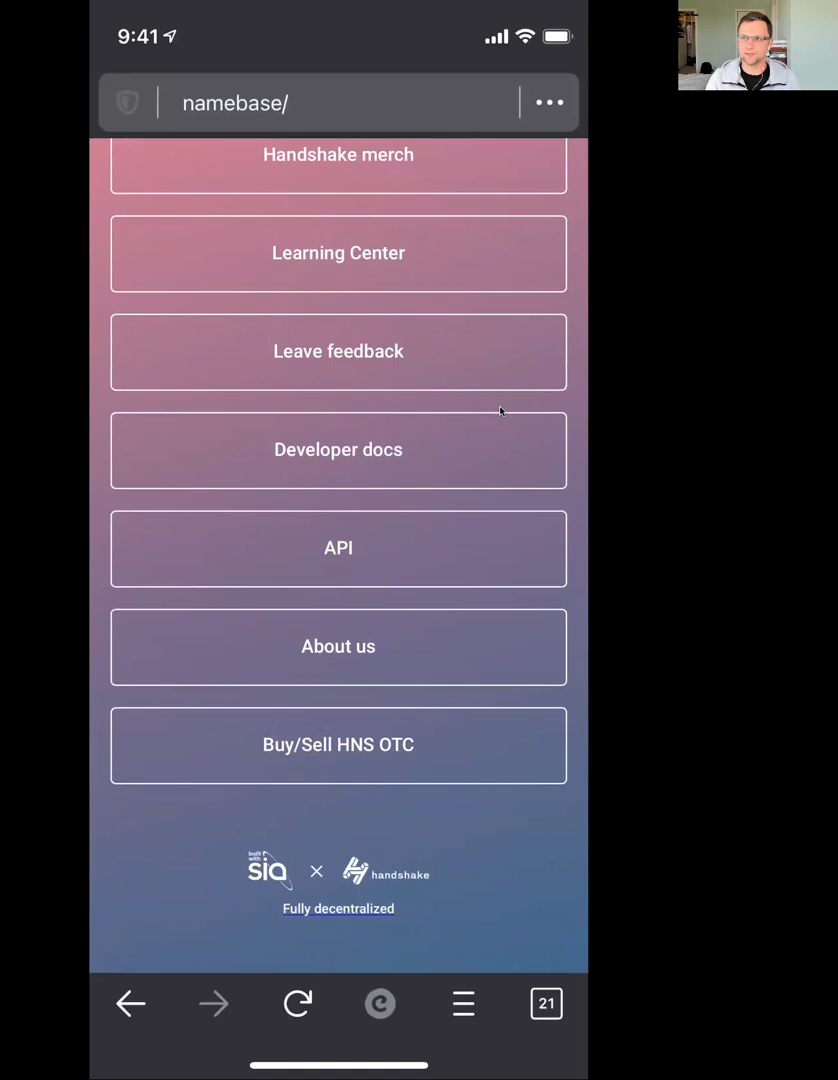 9:41
namebase/
Handshake merch
Learning Center
Leave feedback
Developer docs
API
About us
Buy/Sell HNS OTC
built with
Sia
handshake
Fully decentralized
21